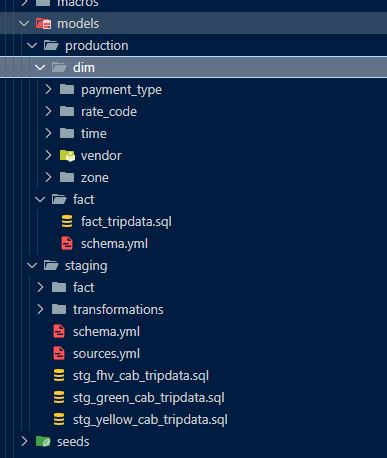 macros
models
production
dim
payment_type
rate_code
time
vendor
zone
fact
fact_tripdata.sql
schema.yml
staging
fact
transformations
schema.yml
sources.yml
stg_fhv_cab_tripdata.sql
stg_green_cab_tripdata.sql
stg_yellow_cab_tripdata.sql
seeds